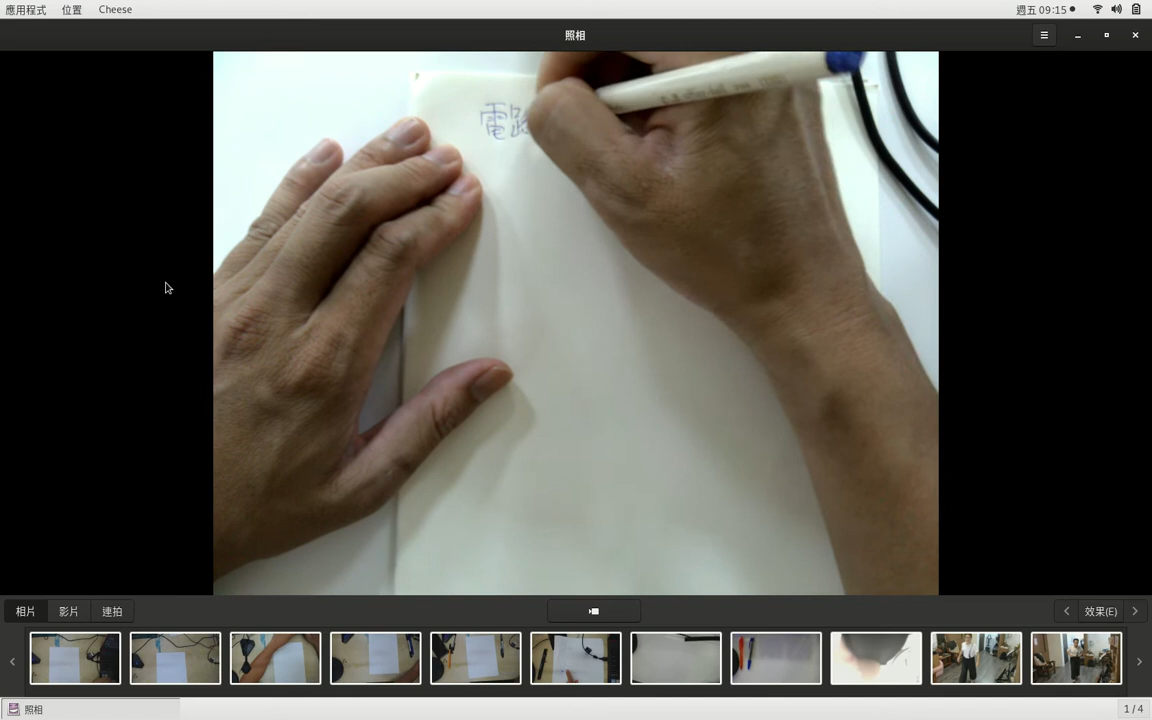 應用程式 位置 Cheese 週五 09:15
照相
電路
相片 影片 連拍 效果(E)
照相 1 / 4